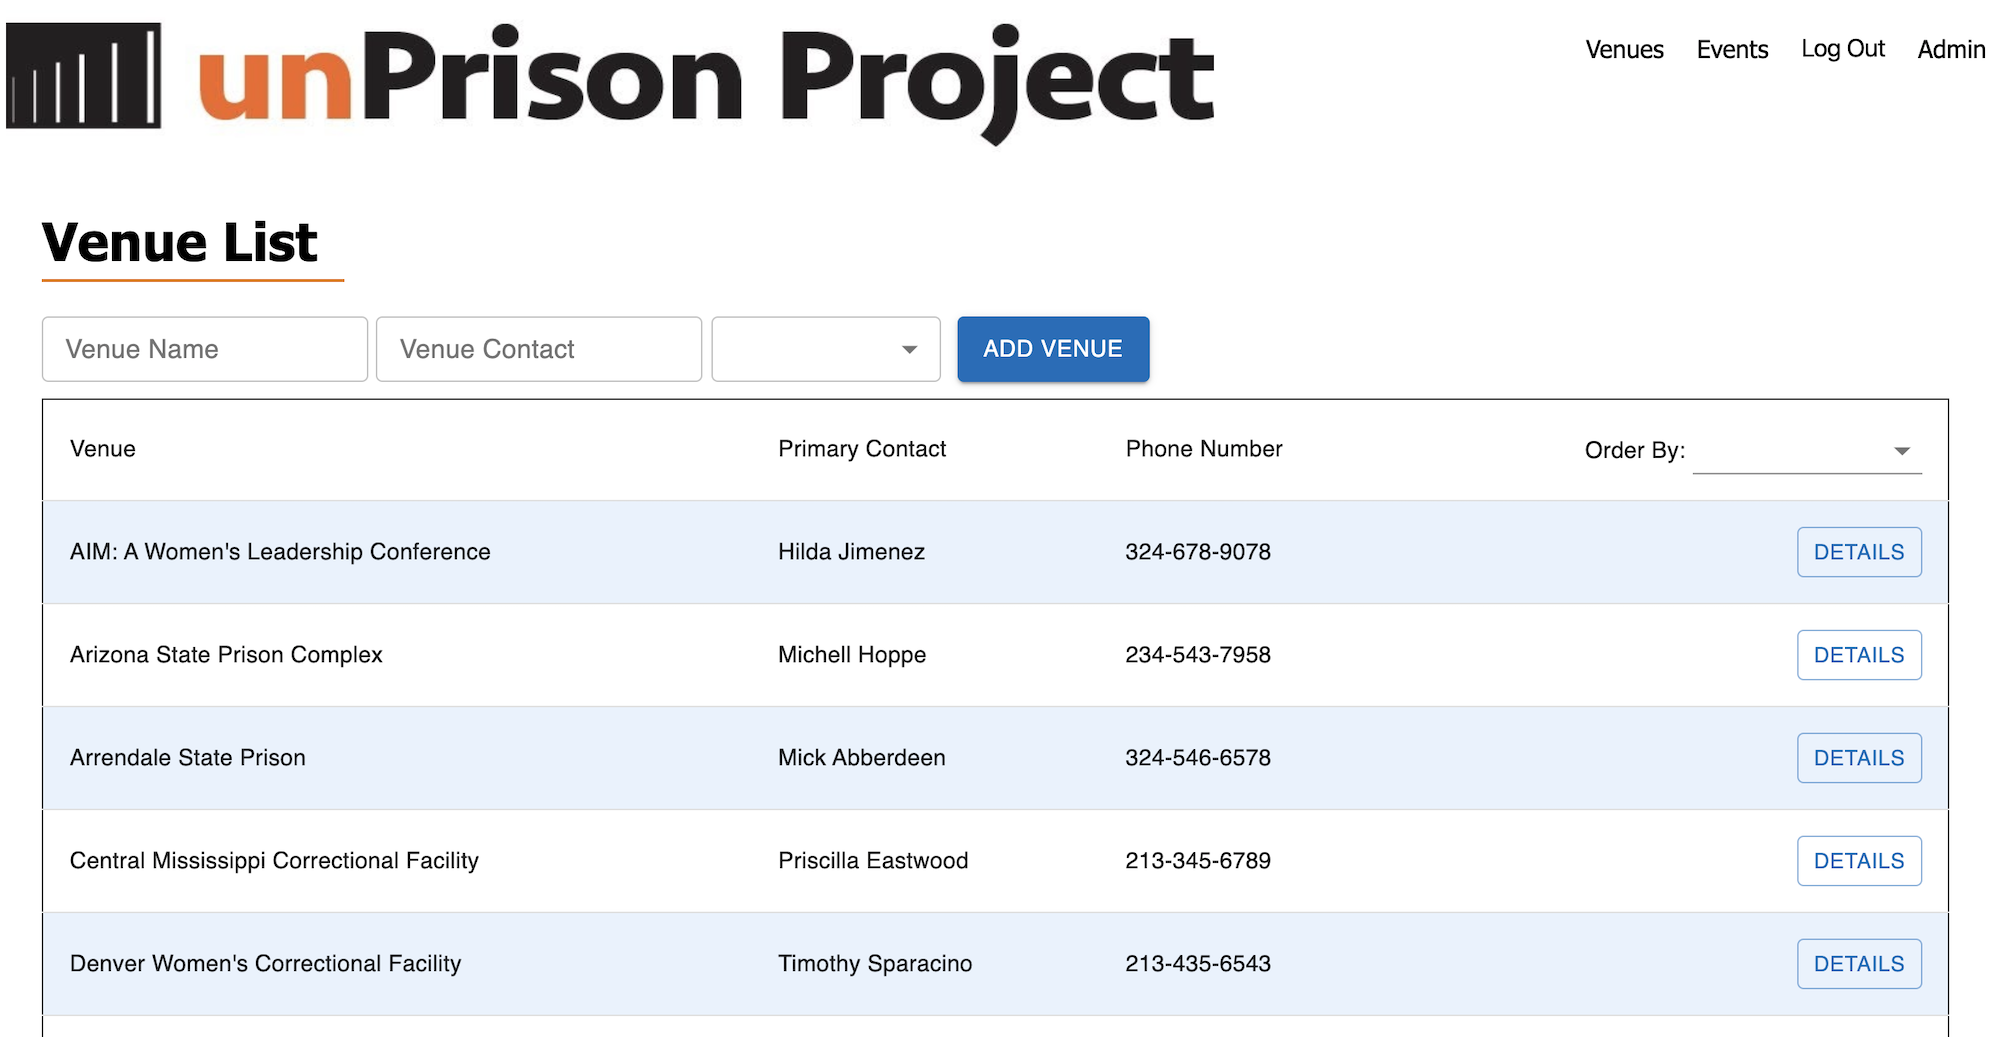 unPrison Project
Venues Events Log Out Admin
Venue List
Venue Name Venue Contact ADD VENUE
Venue Primary Contact Phone Number Order By:
AIM: A Women's Leadership Conference Hilda Jimenez 324-678-9078 DETAILS
Arizona State Prison Complex Michell Hoppe 234-543-7958 DETAILS
Arrendale State Prison Mick Abberdeen 324-546-6578 DETAILS
Central Mississippi Correctional Facility Priscilla Eastwood 213-345-6789 DETAILS
Denver Women's Correctional Facility Timothy Sparacino 213-435-6543 DETAILS